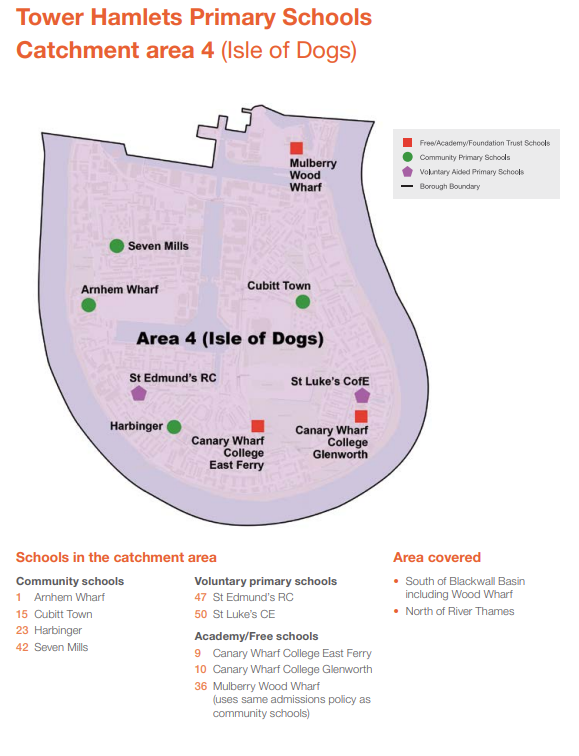 Tower Hamlets Primary Schools
Catchment area 4 (Isle of Dogs)
Free/Academy/Foundation Trust Schools
Community Primary Schools
Voluntary Aided Primary Schools
Borough Boundary
Mulberry
Wood
Wharf
Seven Mills
Arnhem Wharf
Cubitt Town
Area 4 (Isle of Dogs)
St Edmund's RC
St Luke's CofE
Harbinger
Canary Wharf
College
East Ferry
Canary Wharf
College
Glenworth
Schools in the catchment area
Community schools
1 Arnhem Wharf
15 Cubitt Town
23 Harbinger
42 Seven Mills
Voluntary primary schools
47 St Edmund's RC
50 St Luke's CE
Academy/Free schools
9 Canary Wharf College East Ferry
10 Canary Wharf College Glenworth
36 Mulberry Wood Wharf
(uses same admissions policy as
community schools)
Area covered
• South of Blackwall Basin
including Wood Wharf
• North of River Thames